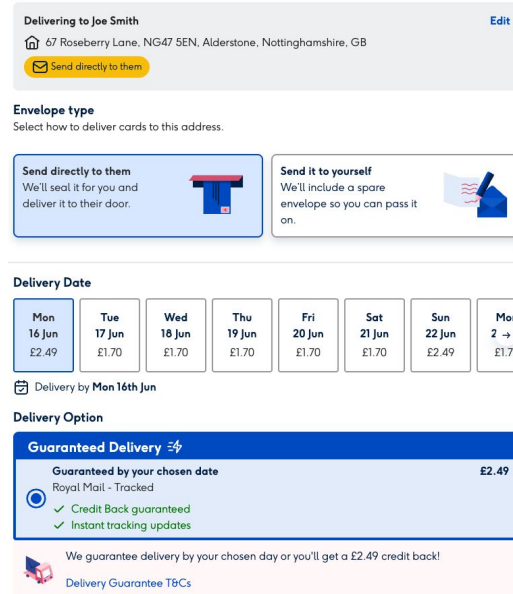 Delivering to Joe Smith
Edit
67 Roseberry Lane, NG47 5EN, Alderstone, Nottinghamshire, GB
Send directly to them
Envelope type
Select how to deliver cards to this address.
Send directly to them
We'll seal it for you and
deliver it to their door.
Send it to yourself
We'll include a spare
envelope so you can pass it
on.
Delivery Date
Mon
16 Jun
£2.49
Tue
17 Jun
£1.70
Wed
18 Jun
£1.70
Thu
19 Jun
£1.70
Fri
20 Jun
£1.70
Sat
21 Jun
£1.70
Sun
22 Jun
£2.49
Mo
2
£1.7
Delivery by Mon 16th Jun
Delivery Option
Guaranteed Delivery
Guaranteed by your chosen date
£2.49
Royal Mail - Tracked
Credit Back guaranteed
Instant tracking updates
We guarantee delivery by your chosen day or you'll get a £2.49 credit back!
Delivery Guarantee T&Cs